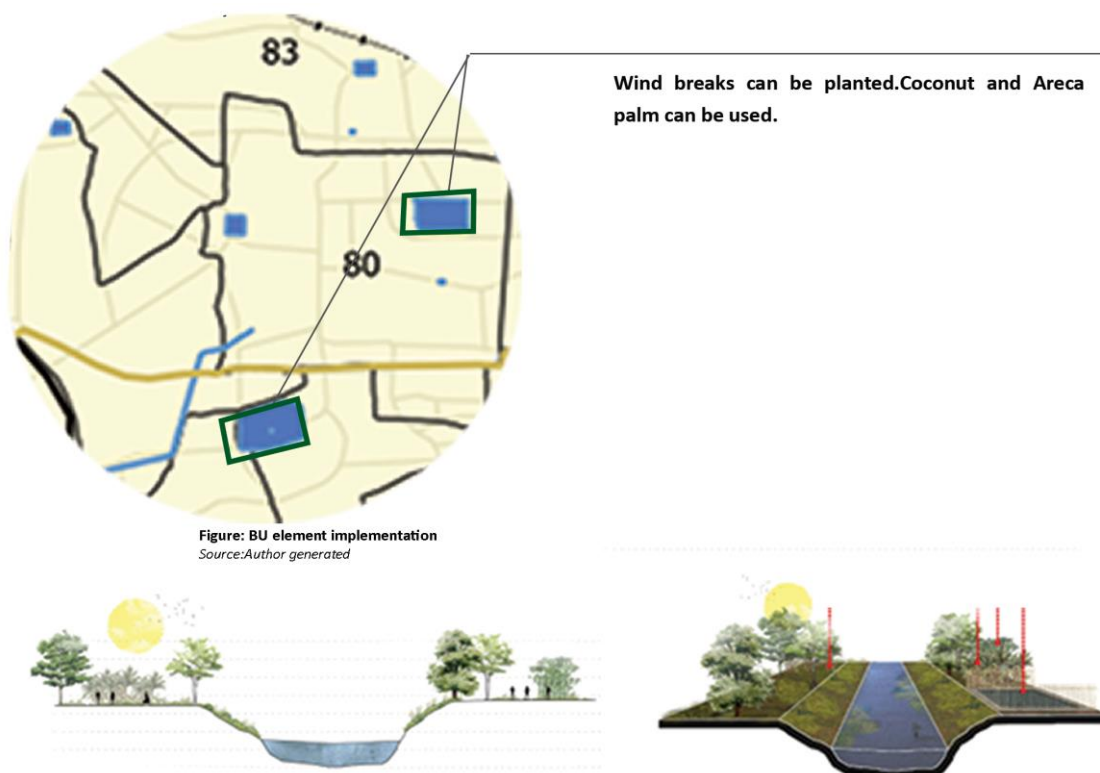 83
Wind breaks can be planted.Coconut and Areca
palm can be used.
80
Figure: BU element implementation
Source:Author generated